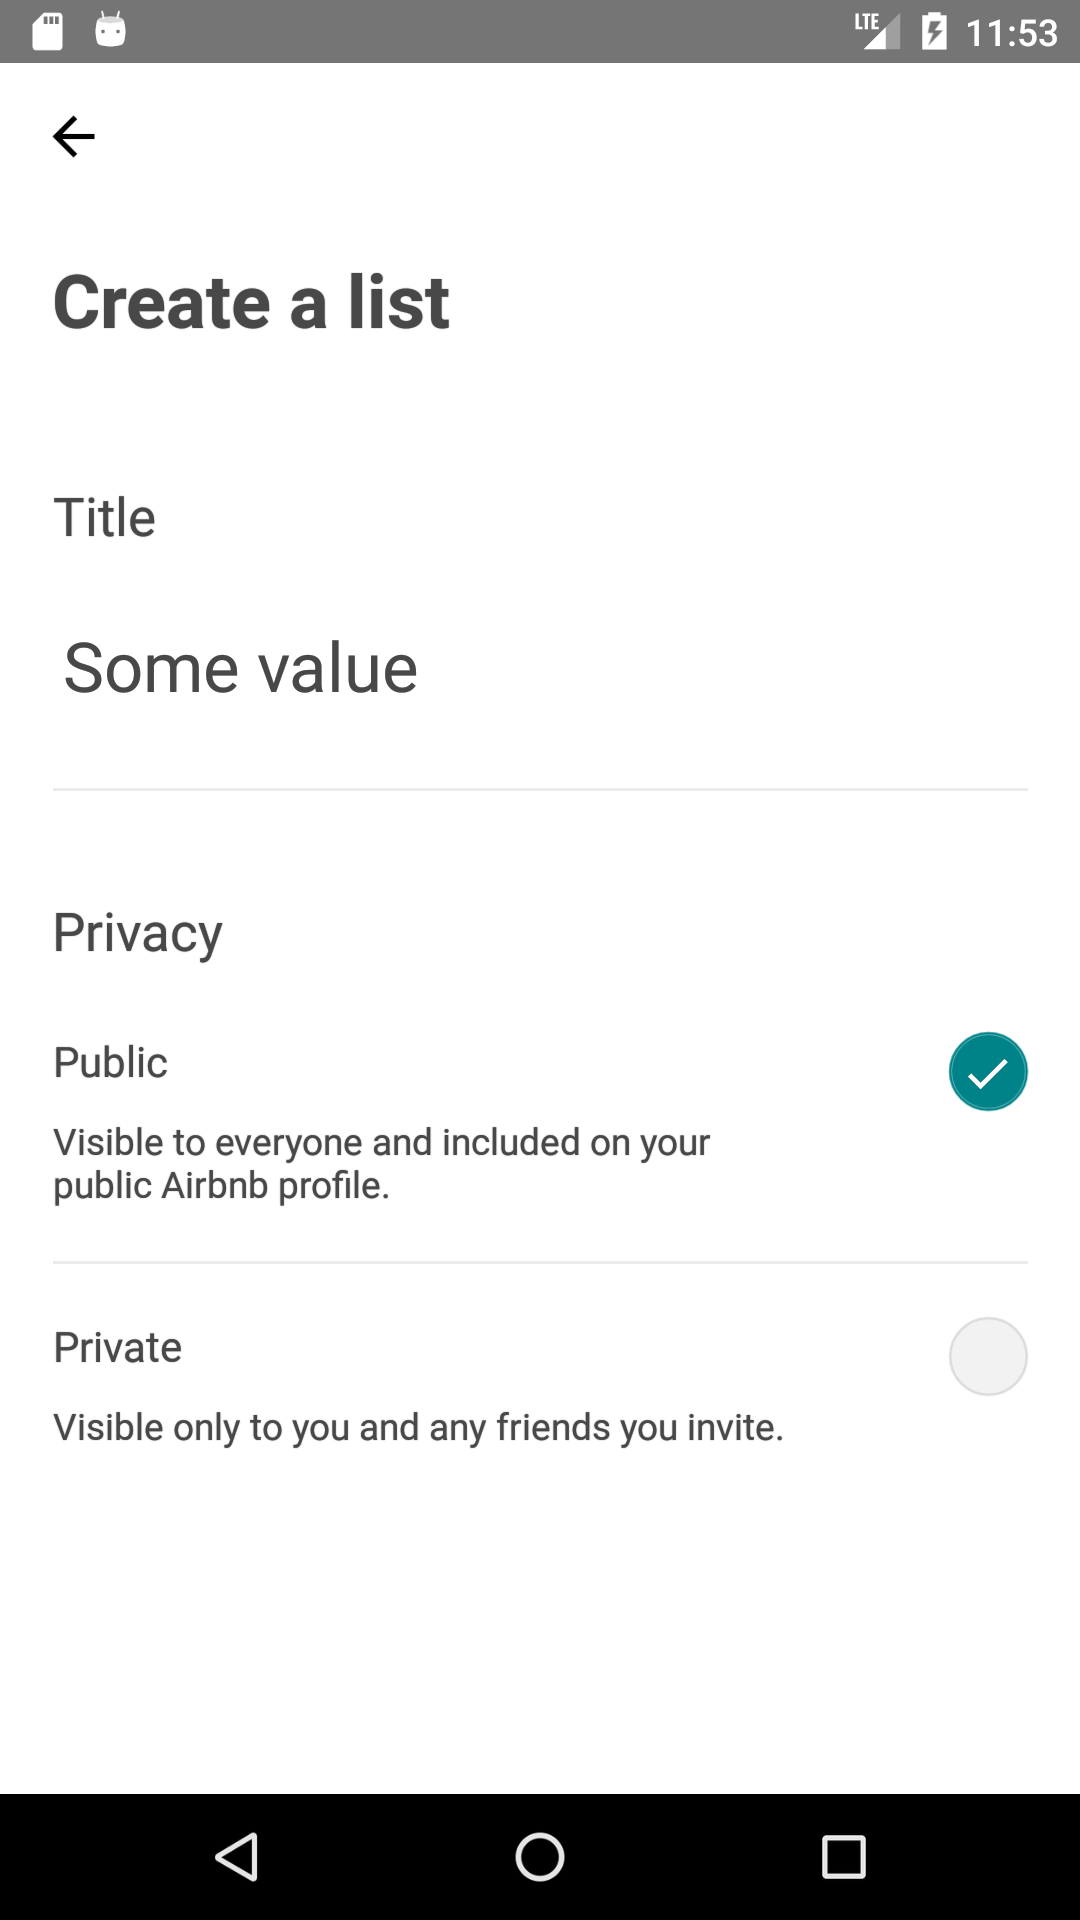 LTE 11:53
Create a list
Title
Some value
Privacy
Public
Visible to everyone and included on your
public Airbnb profile.
Private
Visible only to you and any friends you invite.